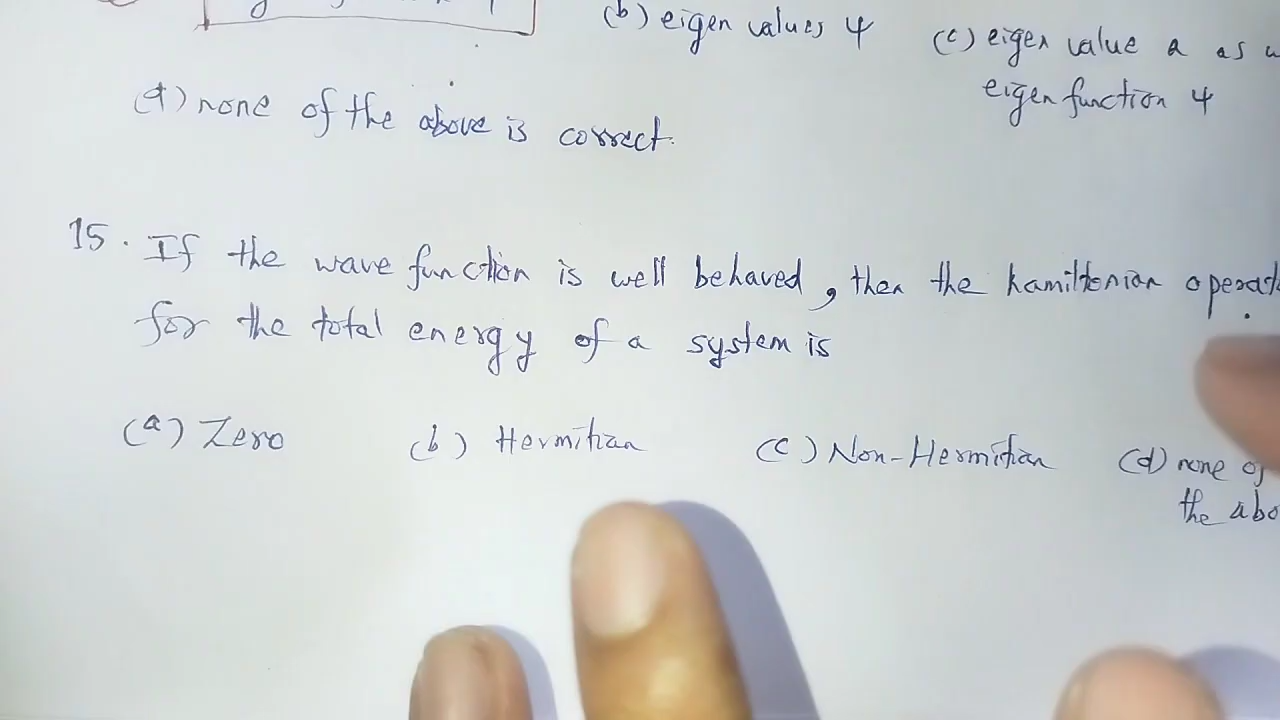 (b) eigen values ψ
(c) eigen value a as
eigen function ψ
(d) none of the above is correct.
15. If the wave function is well behaved, then the hamiltonian operat
for the total energy of a system is
(a) Zero (b) Hermitian (c) Non-Hermitian (d) none of
the abo